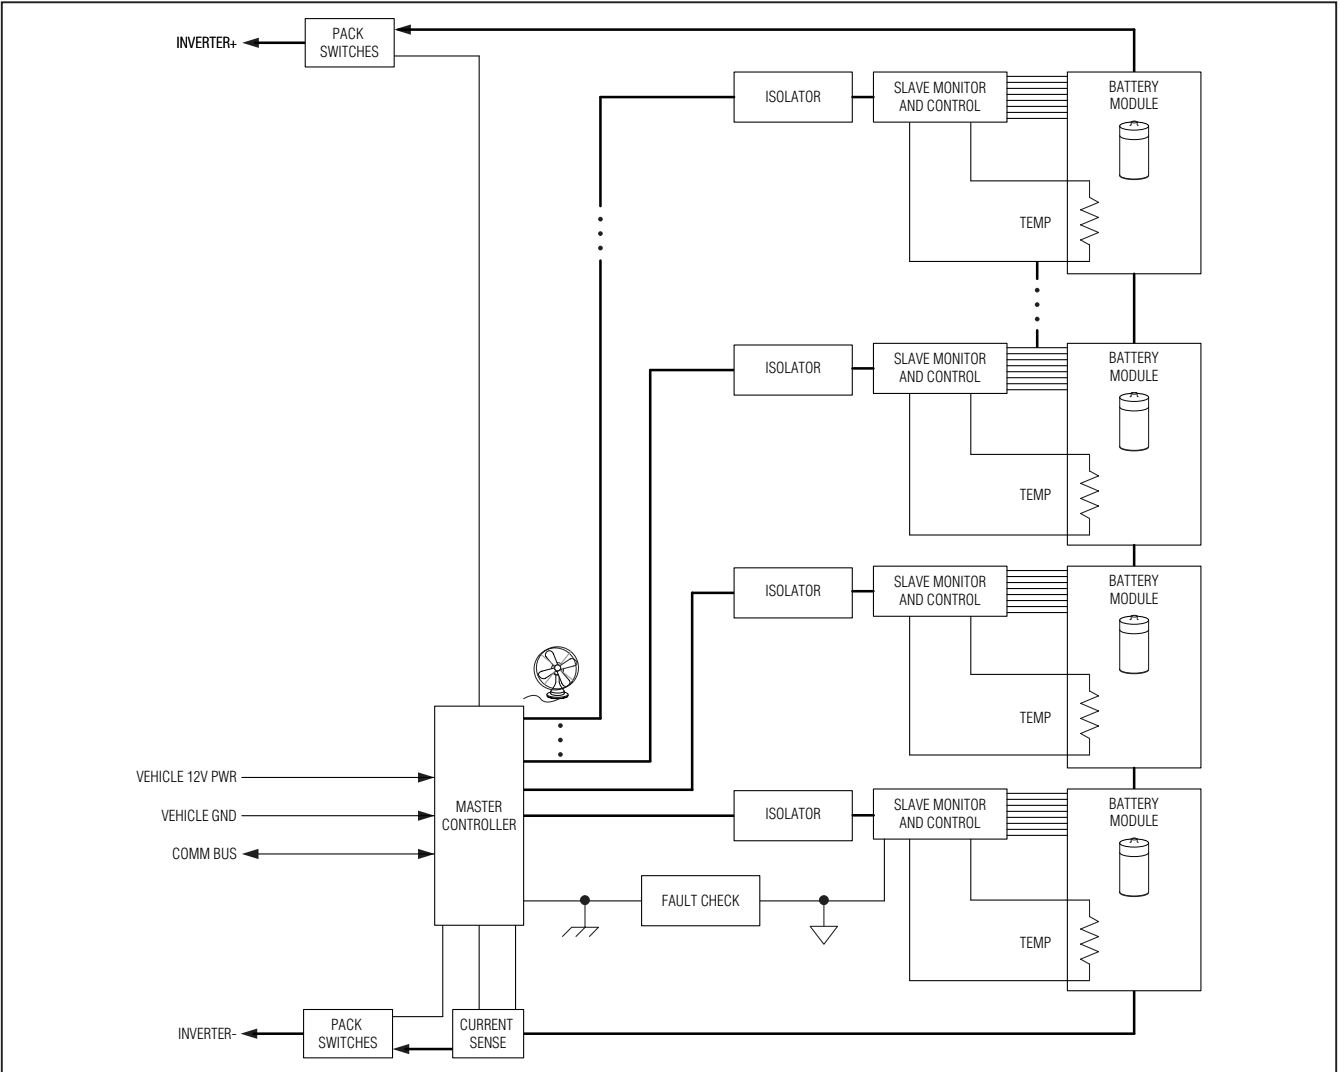 INVERTER+
PACK
SWITCHES
ISOLATOR
SLAVE MONITOR
AND CONTROL
BATTERY
MODULE
TEMP
ISOLATOR
SLAVE MONITOR
AND CONTROL
BATTERY
MODULE
TEMP
ISOLATOR
SLAVE MONITOR
AND CONTROL
BATTERY
MODULE
TEMP
VEHICLE 12V PWR
VEHICLE GND
COMM BUS
MASTER
CONTROLLER
ISOLATOR
SLAVE MONITOR
AND CONTROL
BATTERY
MODULE
FAULT CHECK
TEMP
INVERTER-
PACK
SWITCHES
CURRENT
SENSE